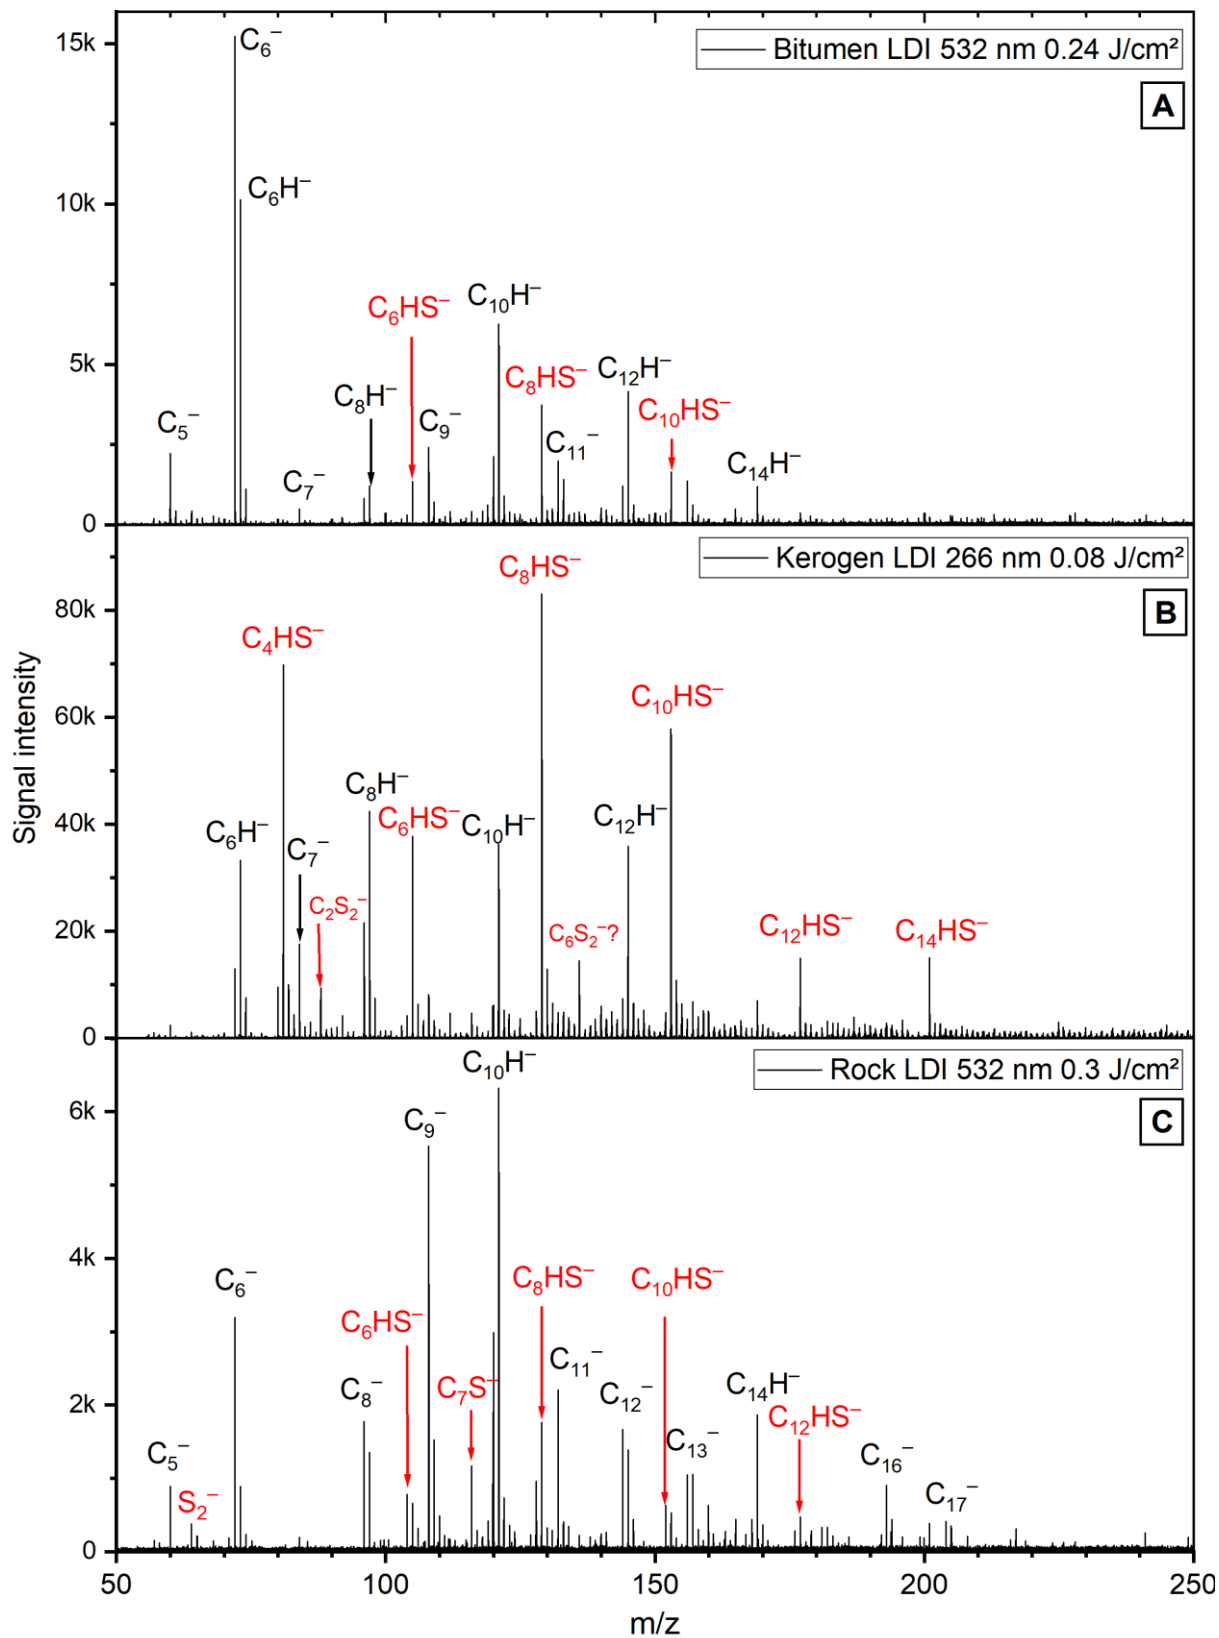 Signal intensity
Bitumen LDI 532 nm 0.24 J/cm²
A
15k
10k
5k
0
C₅⁻
C₆⁻
C₆H⁻
C₇⁻
C₈H⁻
C₆HS⁻
C₉⁻
C₁₀H⁻
C₈HS⁻
C₁₁⁻
C₁₂H⁻
C₁₀HS⁻
C₁₄H⁻
Kerogen LDI 266 nm 0.08 J/cm²
B
80k
60k
40k
20k
0
C₆H⁻
C₄HS⁻
C₇⁻
C₂S₂⁻
C₈H⁻
C₆HS⁻
C₁₀H⁻
C₈HS⁻
C₆S₂⁻?
C₁₂H⁻
C₁₀HS⁻
C₁₂HS⁻
C₁₄HS⁻
Rock LDI 532 nm 0.3 J/cm²
C
6k
4k
2k
0
C₅⁻
S₂⁻
C₆⁻
C₈⁻
C₆HS⁻
C₉⁻
C₇S⁻
C₁₀H⁻
C₈HS⁻
C₁₁⁻
C₁₂⁻
C₁₀HS⁻
C₁₃⁻
C₁₄H⁻
C₁₂HS⁻
C₁₆⁻
C₁₇⁻
50 100 150 200 250
m/z